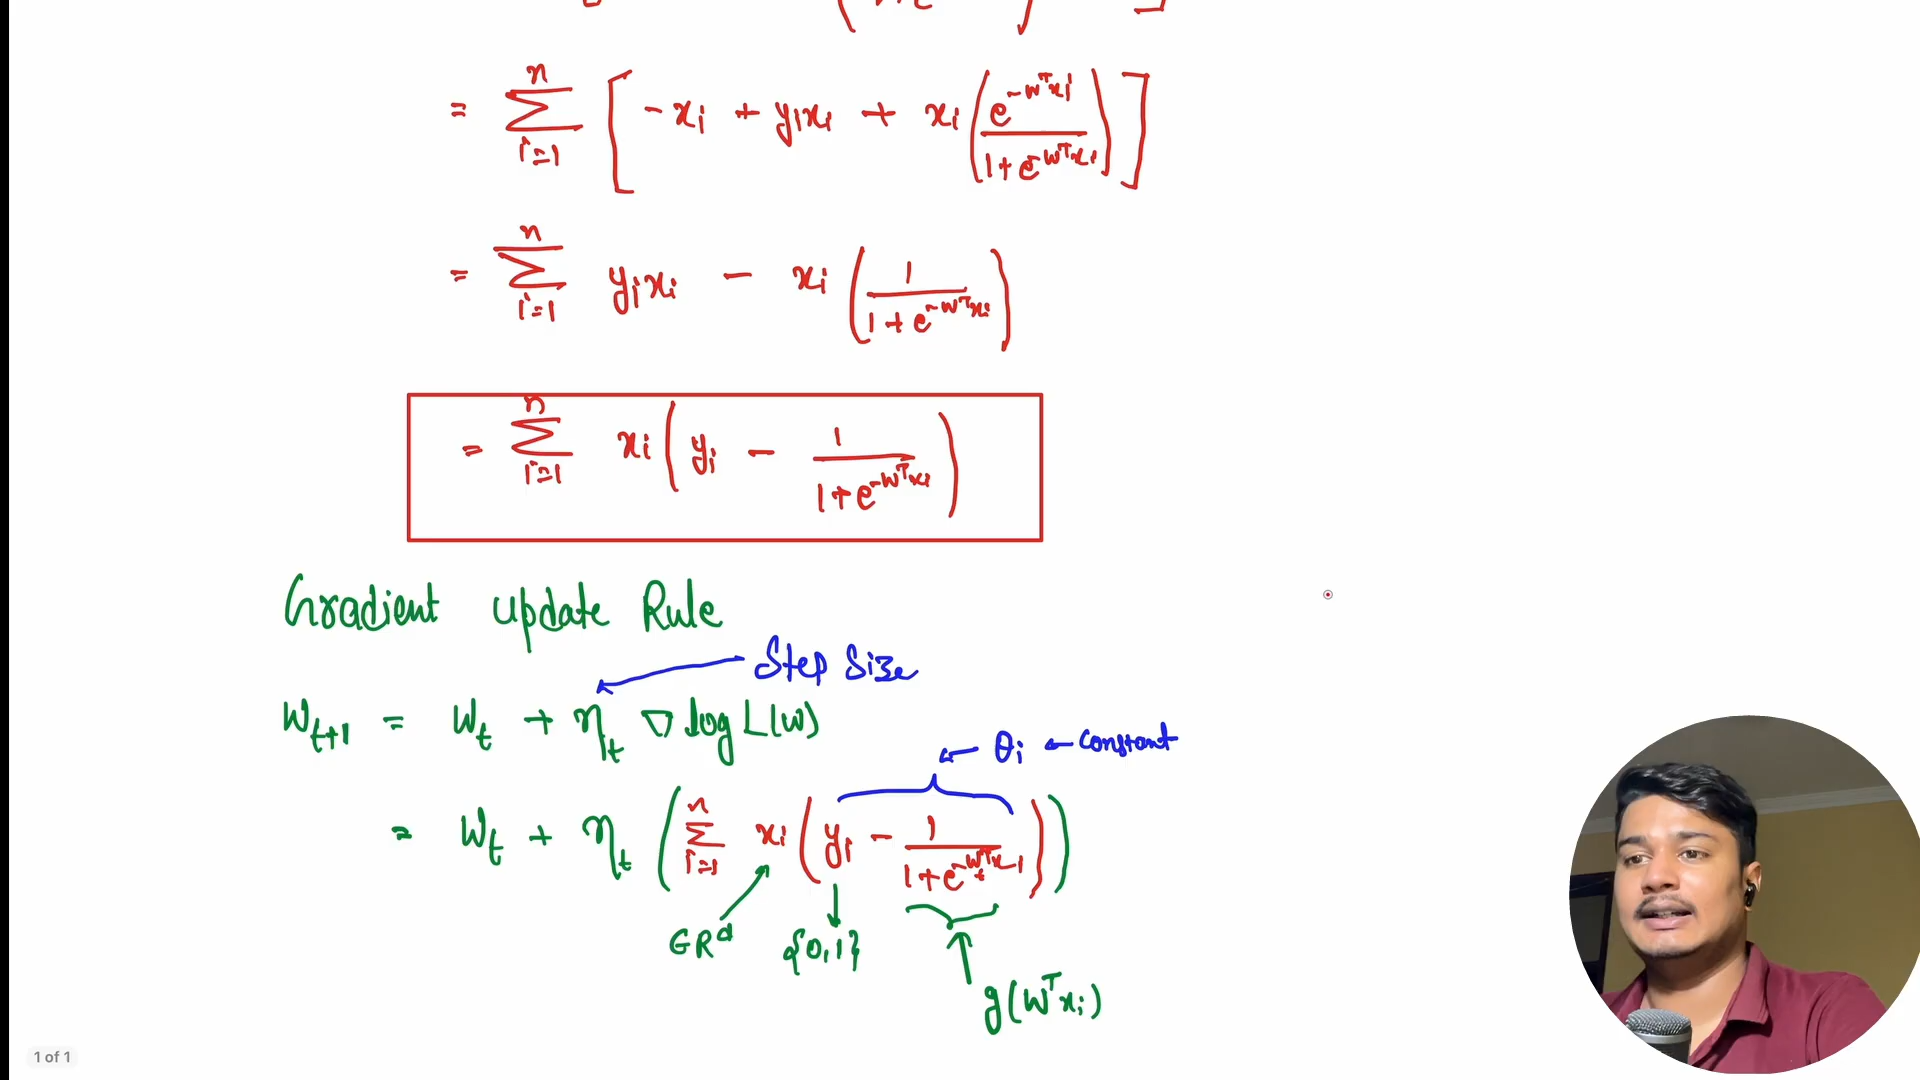 = Σ_{i=1}^{n} [ -x_i + y_i x_i + x_i ( e^{-w^T x_i} / 1 + e^{-w^T x_i} ) ]
= Σ_{i=1}^{n} y_i x_i - x_i ( 1 / 1 + e^{-w^T x_i} )
= Σ_{i=1}^{n} x_i ( y_i - 1 / 1 + e^{-w^T x_i} )
Gradient update Rule
Step Size
w_{t+1} = w_t + η_t ∇ log L(w)
← θ_i ← constant
= w_t + η_t ( Σ_{i=1}^{n} x_i ( y_i - 1 / 1 + e^{-w_t^T x_i} ) )
∈ R^d {0,1}
g(w^T x_i)
1 of 1